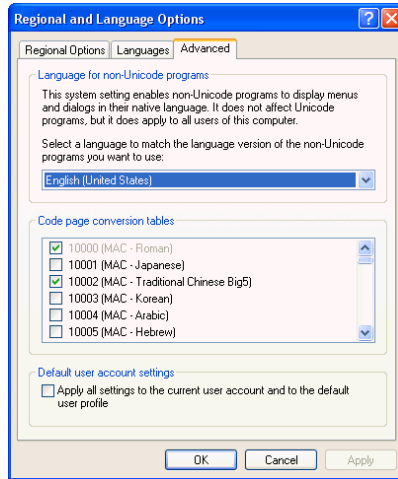 Regional and Language Options
Regional Options Languages Advanced
Language for non-Unicode programs
This system setting enables non-Unicode programs to display menus
and dialogs in their native language. It does not affect Unicode
programs, but it does apply to all users of this computer.
Select a language to match the language version of the non-Unicode
programs you want to use:
English (United States)
Code page conversion tables
10000 (MAC - Roman)
10001 (MAC - Japanese)
10002 (MAC - Traditional Chinese Big5)
10003 (MAC - Korean)
10004 (MAC - Arabic)
10005 (MAC - Hebrew)
Default user account settings
Apply all settings to the current user account and to the default
user profile
OK Cancel Apply